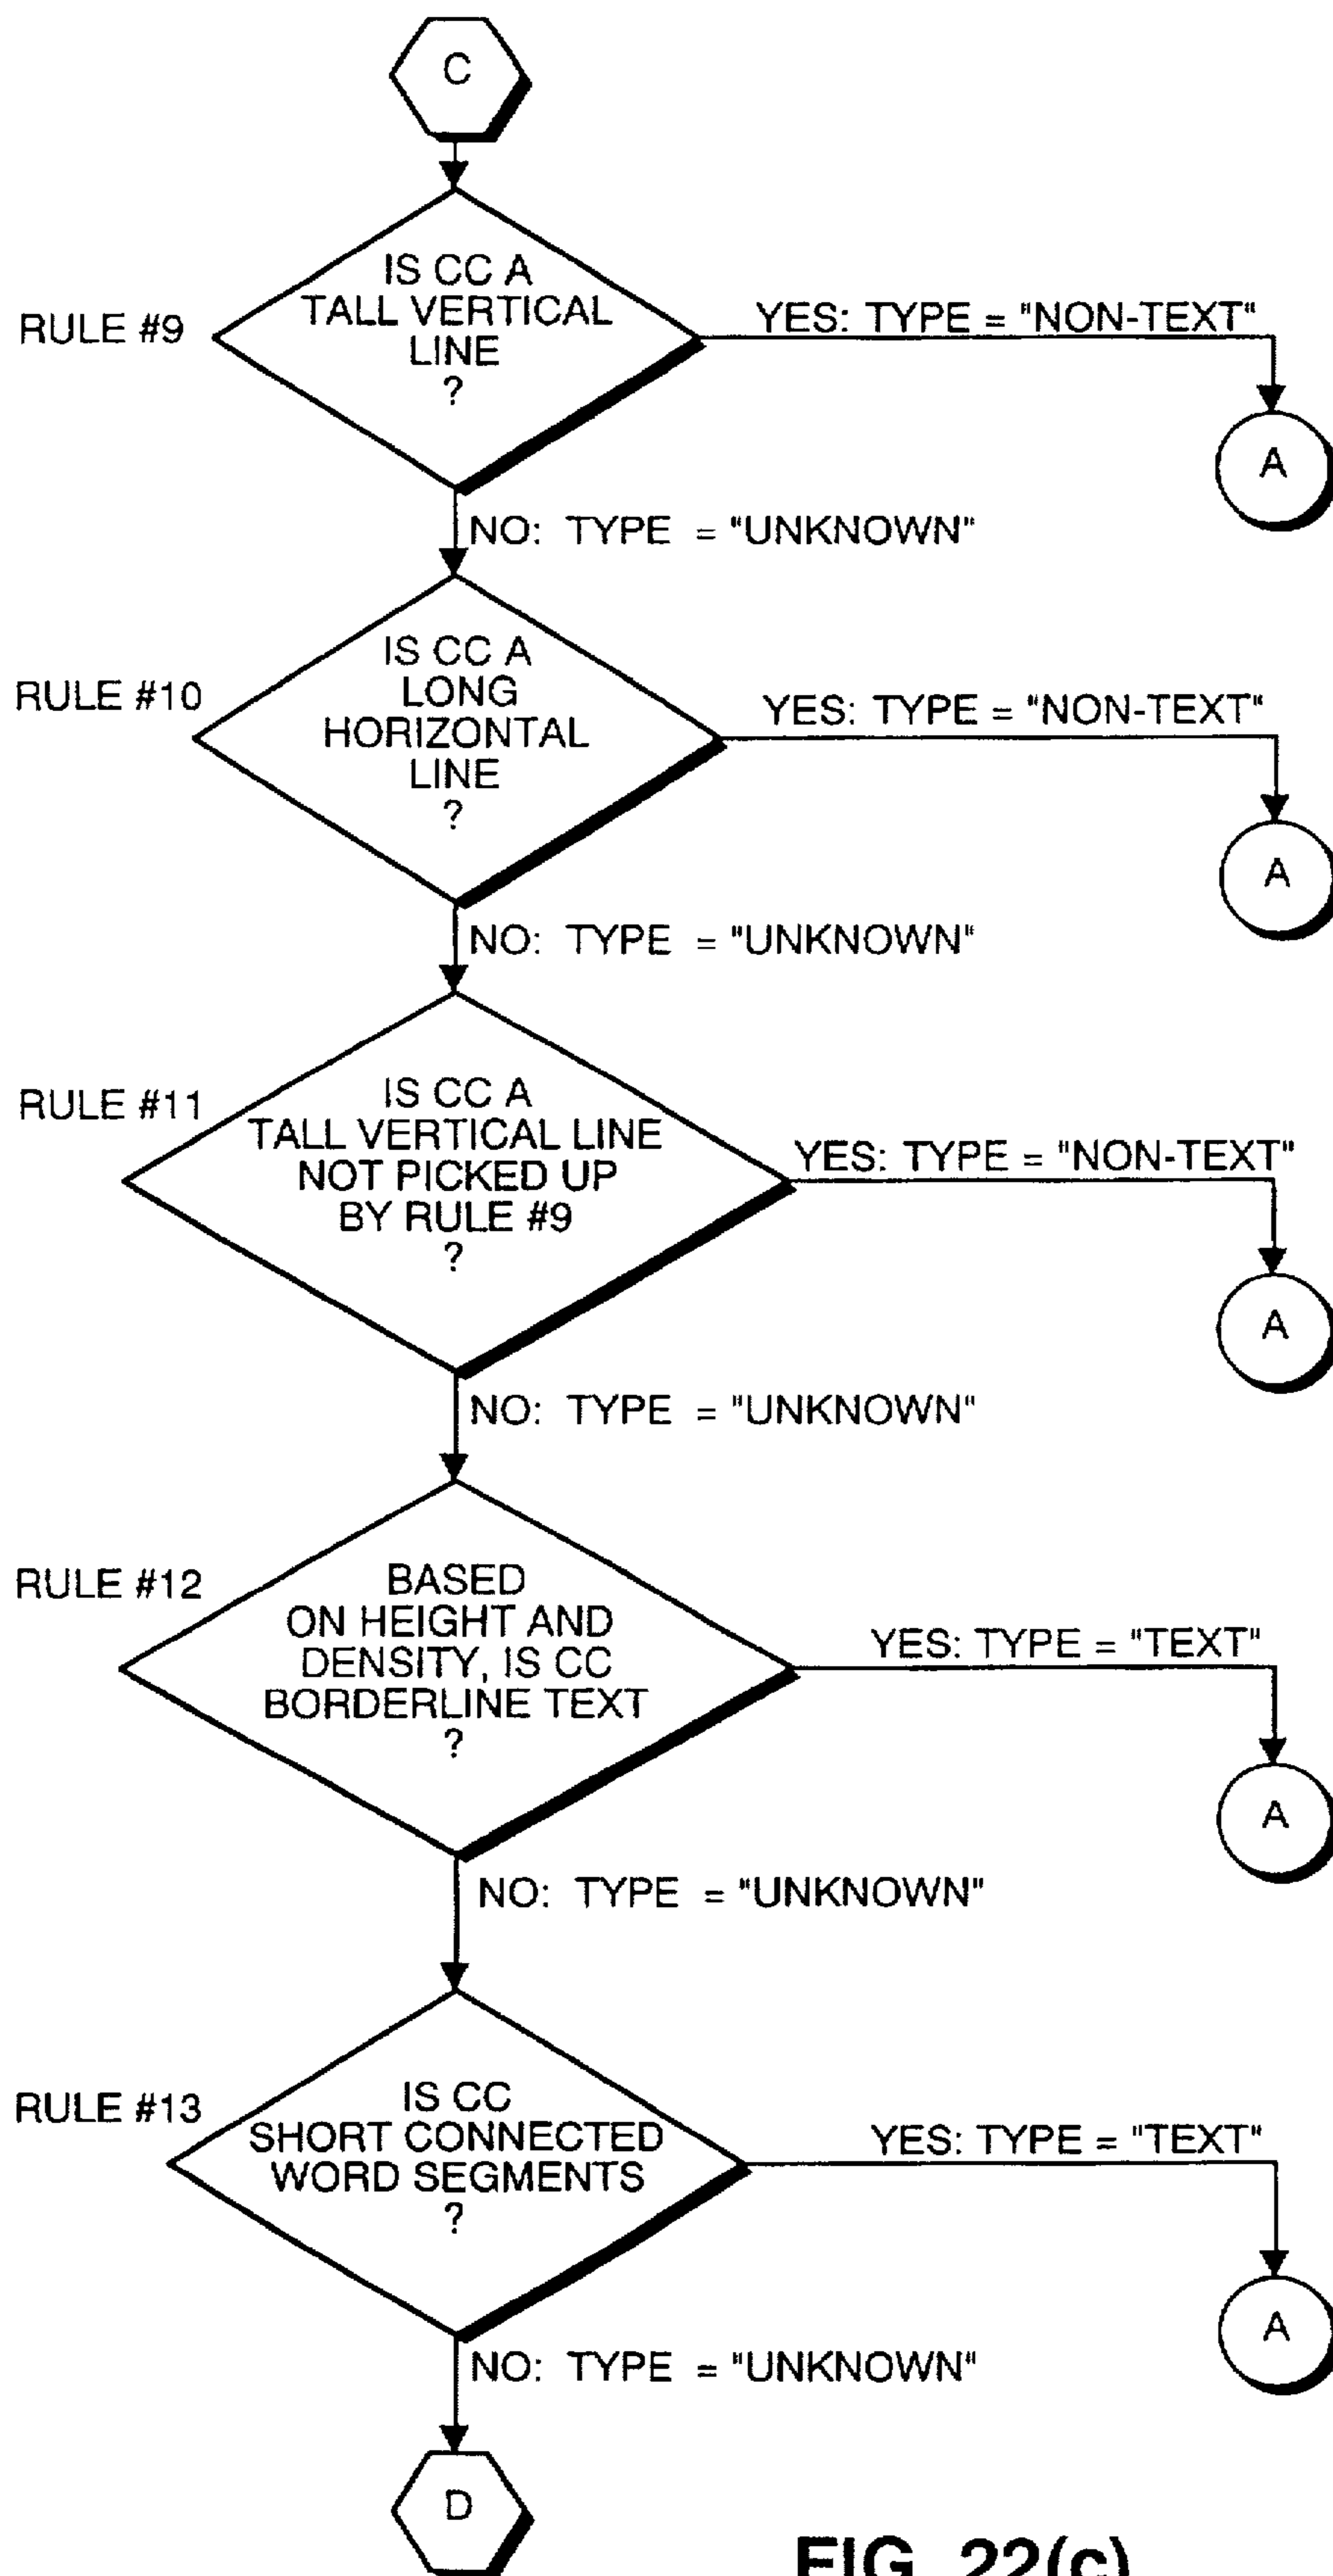 C
IS CC A
TALL VERTICAL
LINE
?
RULE #9
YES: TYPE = "NON-TEXT"
A
NO: TYPE = "UNKNOWN"
IS CC A
LONG
HORIZONTAL
LINE
?
RULE #10
YES: TYPE = "NON-TEXT"
A
NO: TYPE = "UNKNOWN"
IS CC A
TALL VERTICAL LINE
NOT PICKED UP
BY RULE #9
?
RULE #11
YES: TYPE = "NON-TEXT"
A
NO: TYPE = "UNKNOWN"
BASED
ON HEIGHT AND
DENSITY, IS CC
BORDERLINE TEXT
?
RULE #12
YES: TYPE = "TEXT"
A
NO: TYPE = "UNKNOWN"
IS CC
SHORT CONNECTED
WORD SEGMENTS
?
RULE #13
YES: TYPE = "TEXT"
A
NO: TYPE = "UNKNOWN"
D
FIG. 22(c)